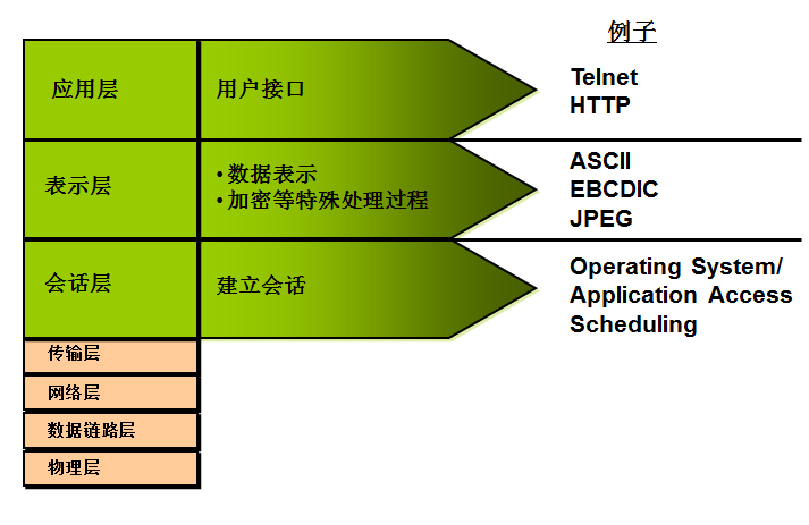 例子
应用层
用户接口
Telnet
HTTP
表示层
•数据表示
•加密等特殊处理过程
ASCII
EBCDIC
JPEG
会话层
建立会话
Operating System/
Application Access
Scheduling
传输层
网络层
数据链路层
物理层